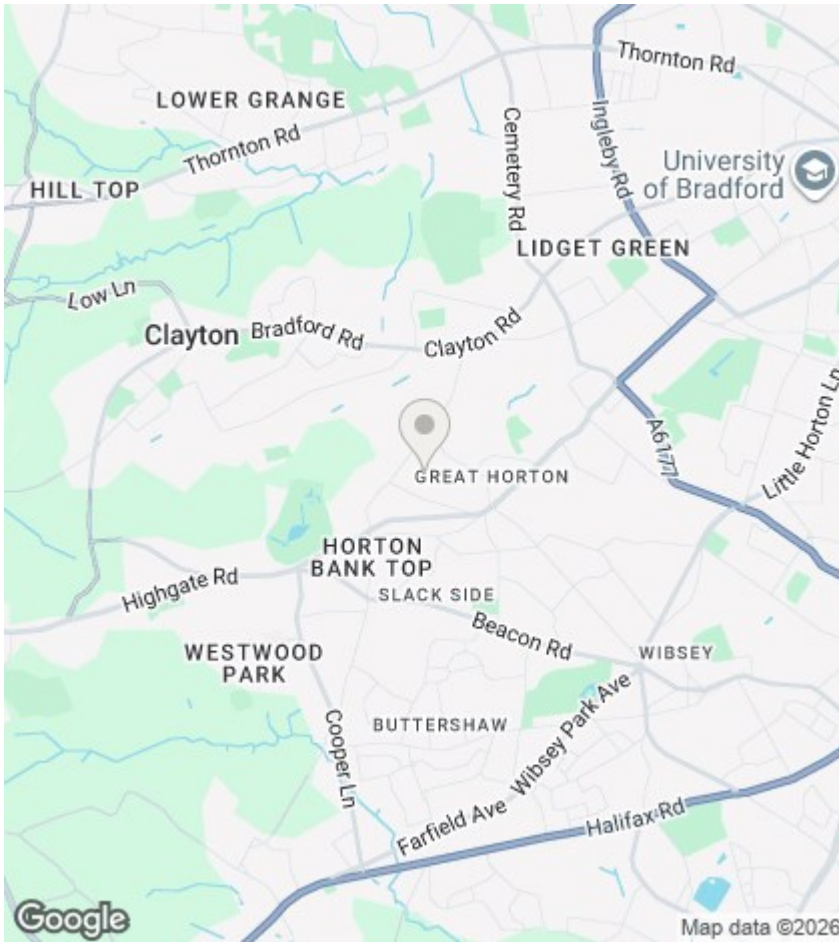 Thornton Rd
LOWER GRANGE
Thornton Rd
Cemetery Rd
Ingleby Rd
University
of Bradford
HILL TOP
LIDGET GREEN
Low Ln
Clayton
Bradford Rd
Clayton Rd
Little Horton Ln
A6177
GREAT HORTON
HORTON
BANK TOP
Highgate Rd
SLACK SIDE
Beacon Rd
WIBSEY
WESTWOOD
PARK
Cooper Ln
BUTTERSHAW
Wibsey Park Ave
Farfield Ave
Halifax Rd
Google
Map data ©2026